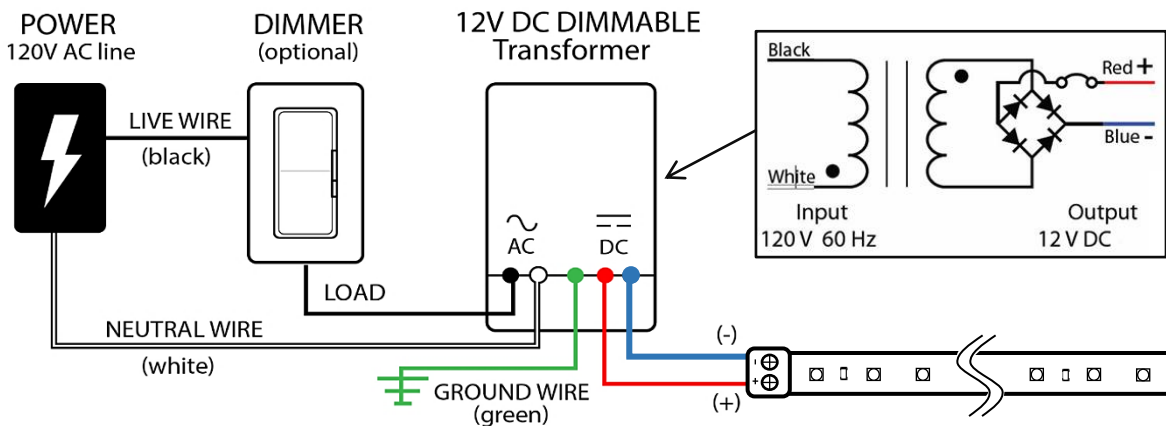 POWER
120V AC line
DIMMER
(optional)
12V DC DIMMABLE
Transformer
LIVE WIRE
(black)
AC
DC
LOAD
NEUTRAL WIRE
(white)
GROUND WIRE
(green)
(-)
(+)
-
+
Black
White
Input
120 V 60 Hz
Red +
Blue -
Output
12 V DC